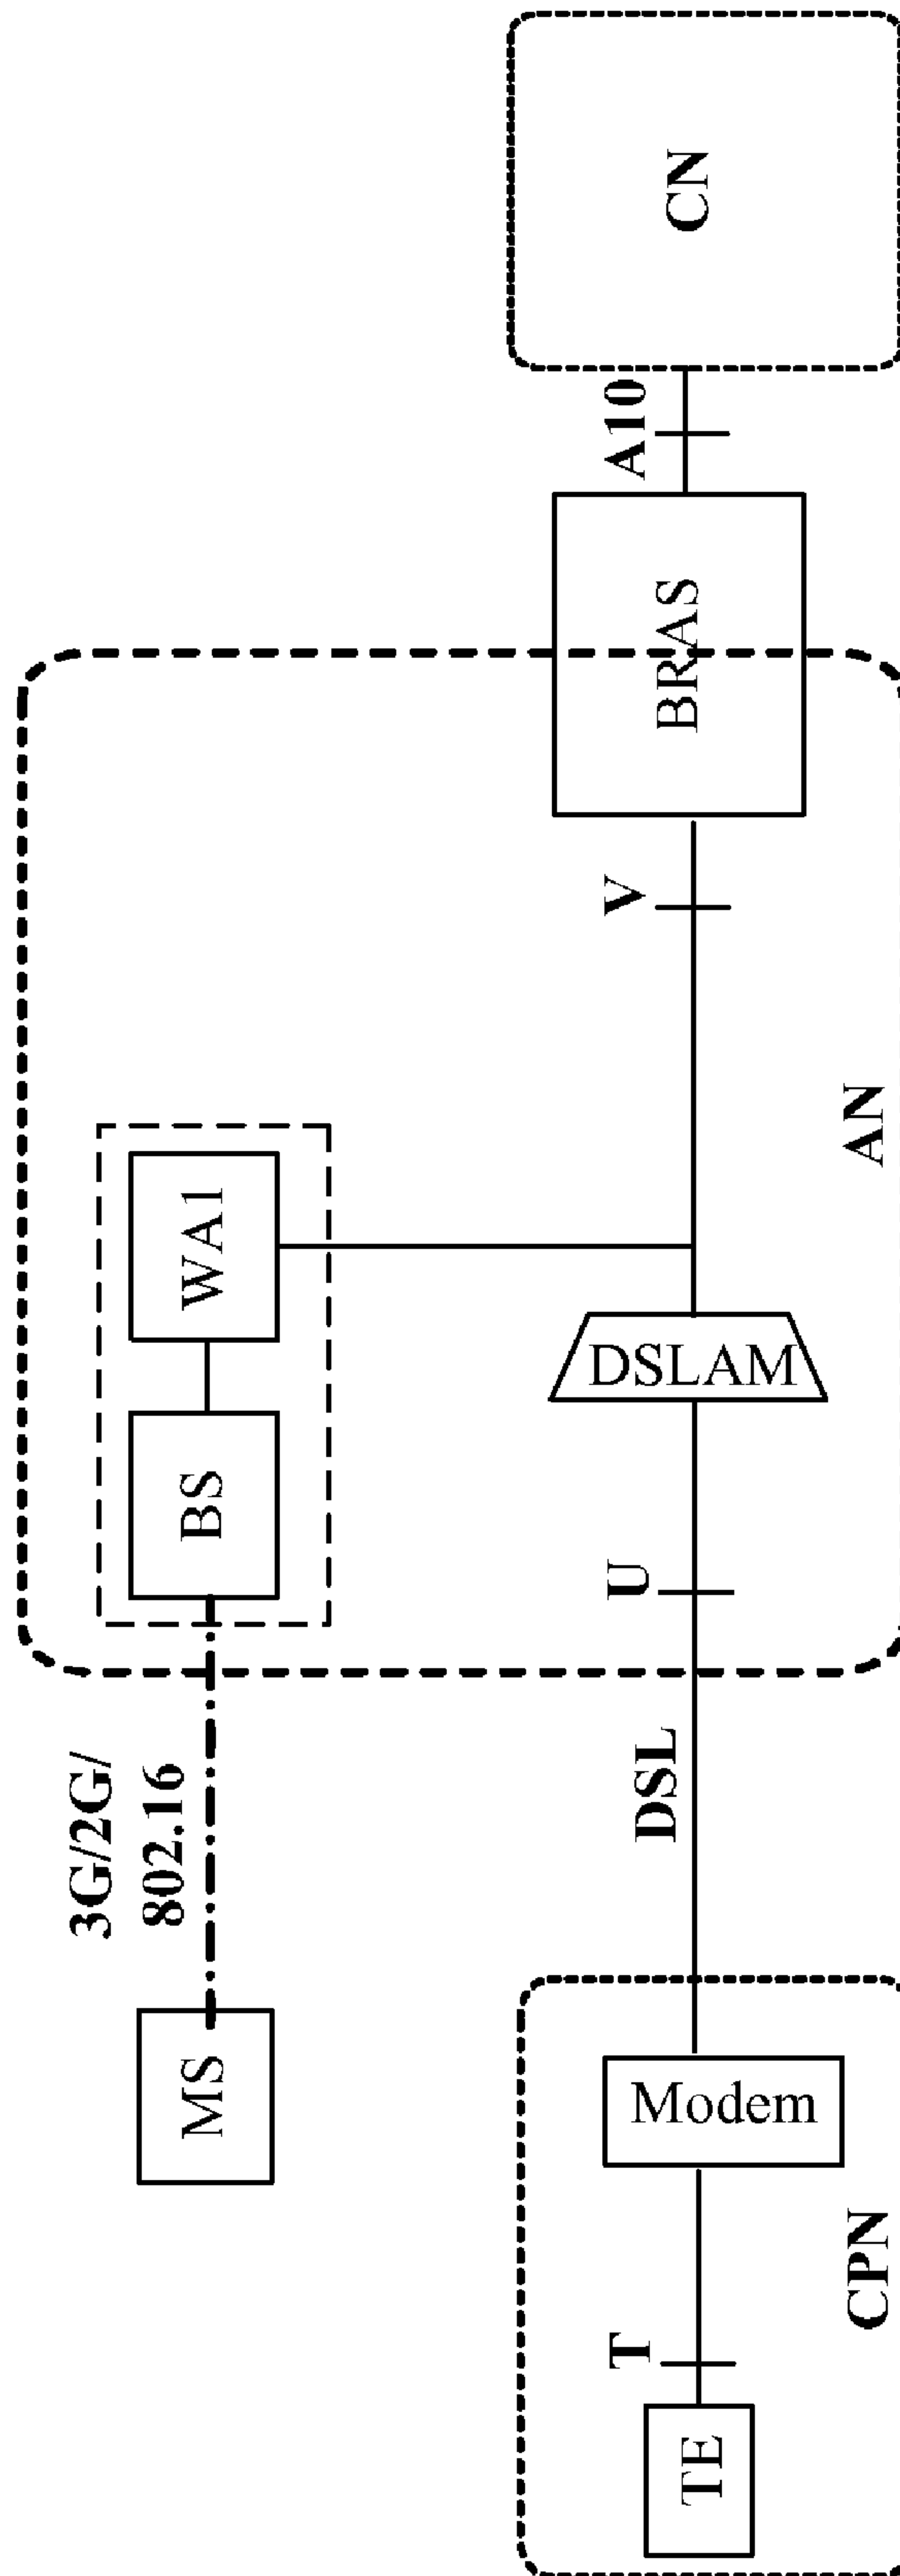 3G/2G/
802.16
MS
BS
WA1
TE
T
Modem
DSL
U
DSLAM
V
BRAS
A10
CN
CPN
AN